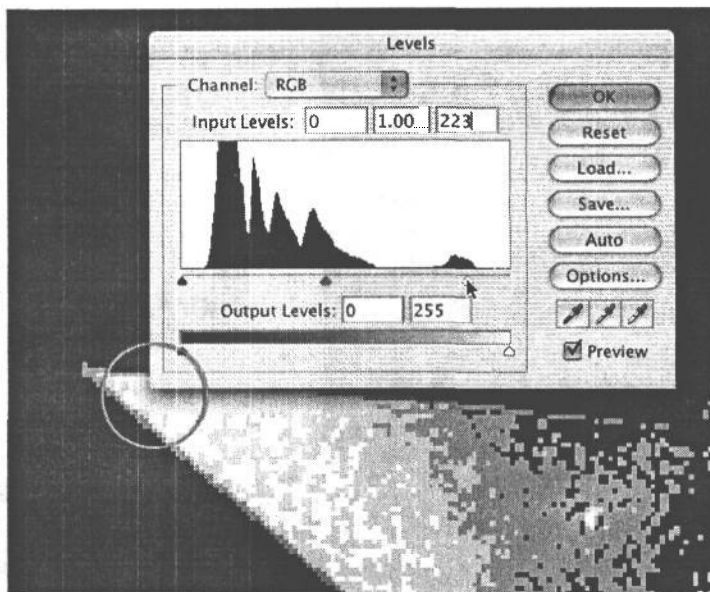 Levels
Channel: RGB
Input Levels: 0 1.00 223
Output Levels: 0 255
OK
Reset
Load...
Save...
Auto
Options...
Preview